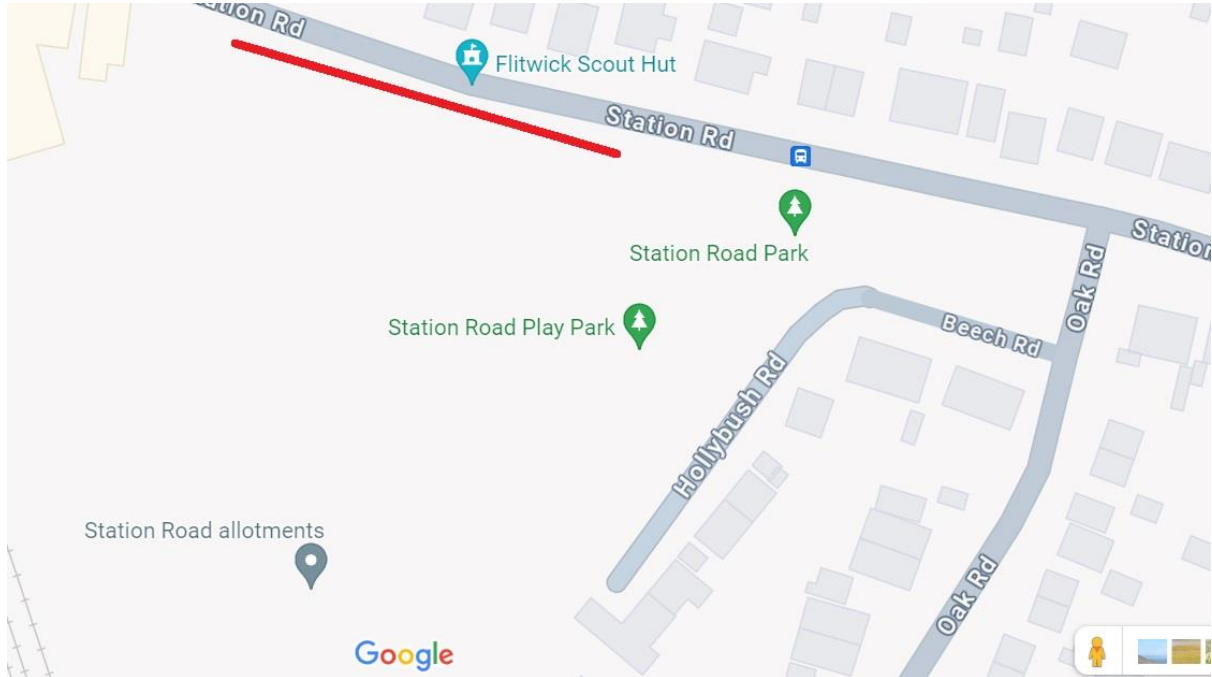 ation Rd
Flitwick Scout Hut
Station Rd
Station Road Park
Station
Oak Rd
Station Road Play Park
Beech Rd
Hollybush Rd
Station Road allotments
Oak Rd
Google